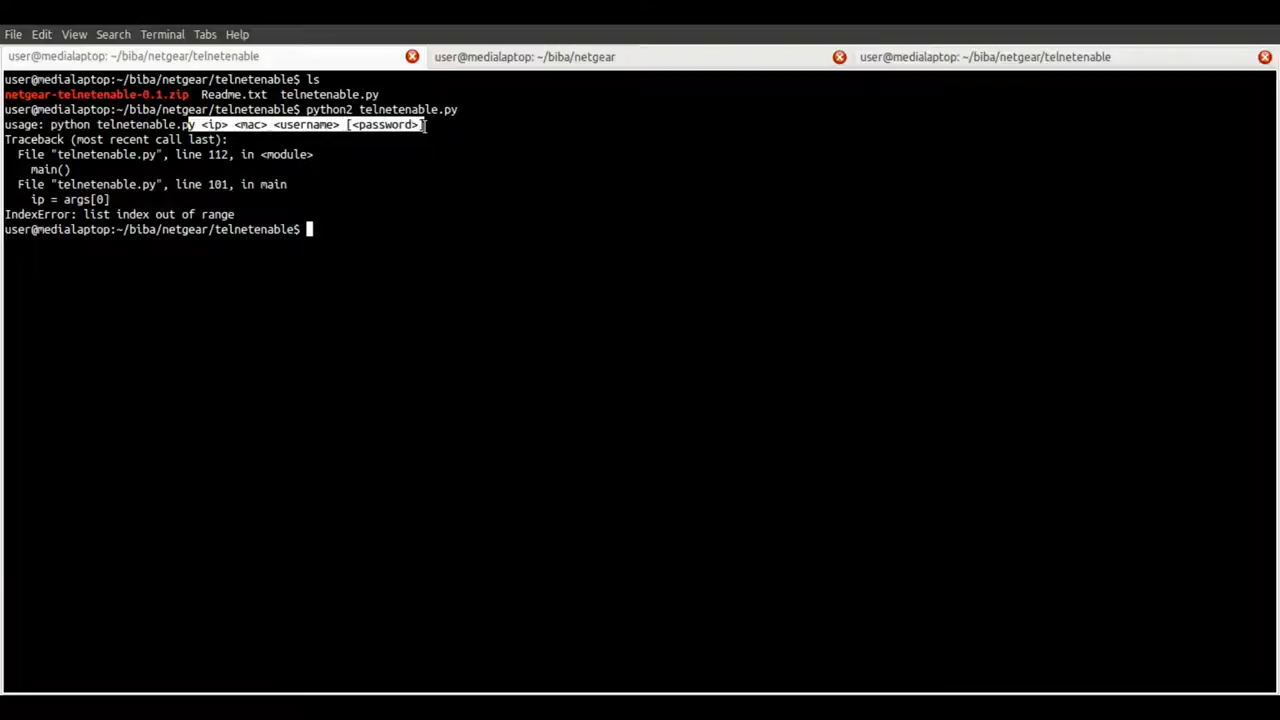 File Edit View Search Terminal Tabs Help
user@medialaptop: ~/biba/netgear/telnetenable user@medialaptop: ~/biba/netgear user@medialaptop: ~/biba/netgear/telnetenable
user@medialaptop:~/biba/netgear/telnetenable$ ls
netgear-telnetenable-0.1.zip Readme.txt telnetenable.py
user@medialaptop:~/biba/netgear/telnetenable$ python2 telnetenable.py
usage: python telnetenable.py <ip> <mac> <username> [<password>]
Traceback (most recent call last):
  File "telnetenable.py", line 112, in <module>
    main()
  File "telnetenable.py", line 101, in main
    ip = args[0]
IndexError: list index out of range
user@medialaptop:~/biba/netgear/telnetenable$